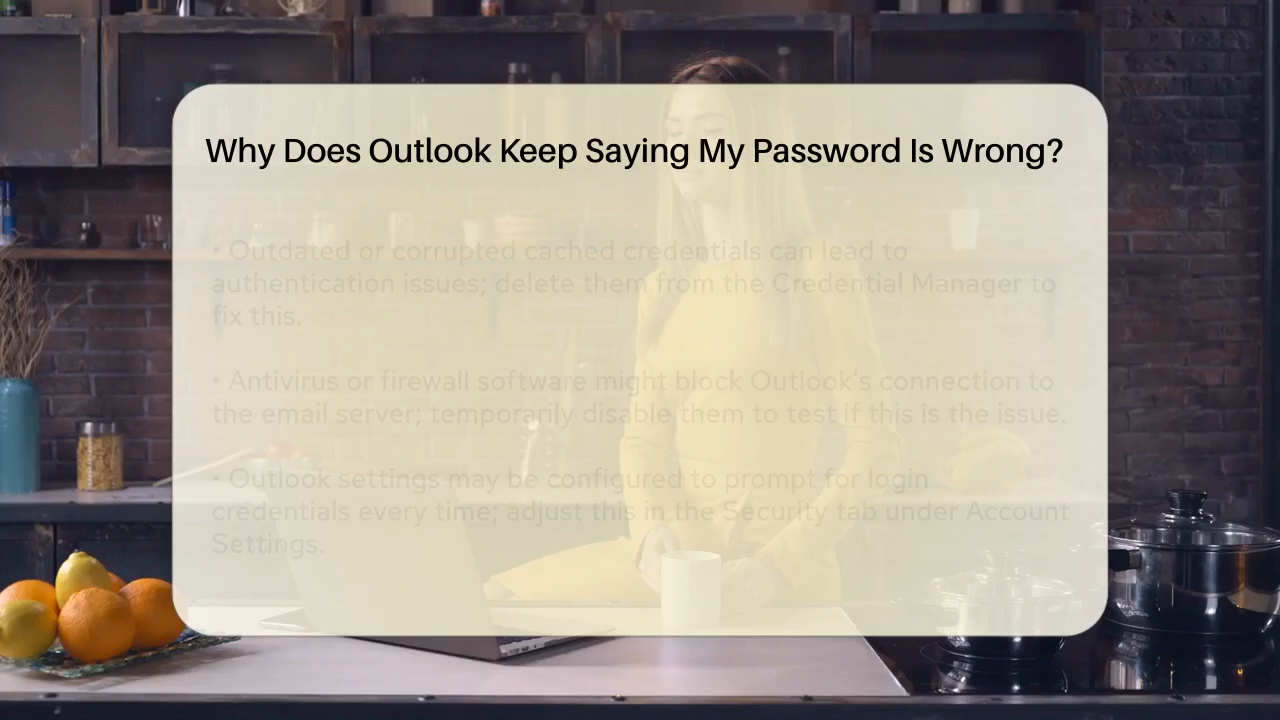 Why Does Outlook Keep Saying My Password Is Wrong?
• Outdated or corrupted cached credentials can lead to
authentication issues; delete them from the Credential Manager to
fix this.
• Antivirus or firewall software might block Outlook's connection to
the email server; temporarily disable them to test if this is the issue.
• Outlook settings may be configured to prompt for login
credentials every time; adjust this in the Security tab under Account
Settings.